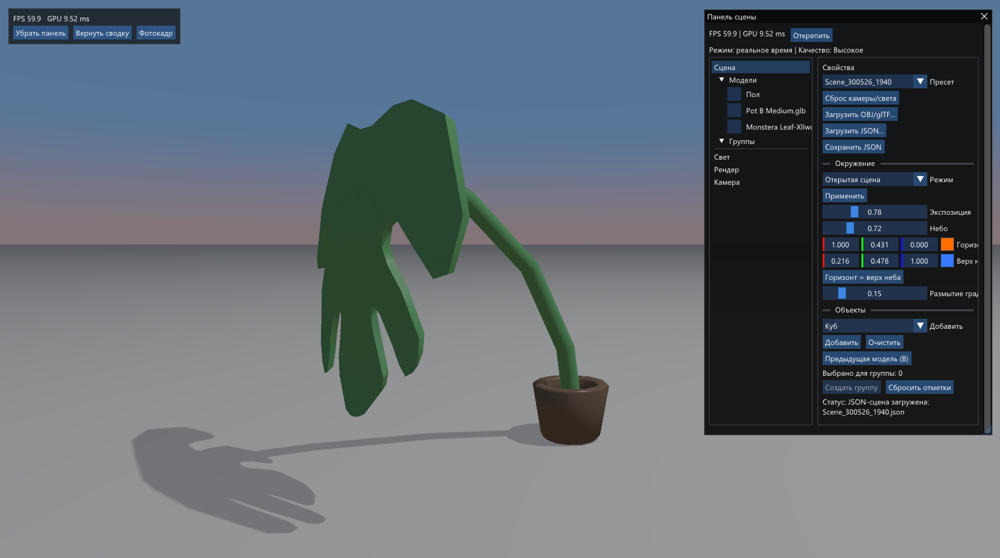 FPS 59.9 GPU 9.52 ms
Убрать панель Вернуть сводку Фотокадр
Панель сцены
FPS 59.9 | GPU 9.52 ms Открепить
Режим: реальное время | Качество: Высокое
Сцена
Модели
Пол
Pot B Medium.glb
Monstera Leaf-Xllwu
Группы
Свет
Рендер
Камера
Свойства
Scene_300526_1940 Пресет
Сброс камеры/света
Загрузить OBJ/glTF...
Загрузить JSON...
Сохранить JSON
Окружение
Открытая сцена Режим
Применить
0.78 Экспозиция
0.72 Небо
1.000 0.431 0.000 Горизо
0.216 0.478 1.000 Верх н
Горизонт = верх неба
0.15 Размытие град
Объекты
Куб Добавить
Добавить Очистить
Предыдущая модель (B)
Выбрано для группы: 0
Создать группу Сбросить отметки
Статус: JSON-сцена загружена:
Scene_300526_1940.json